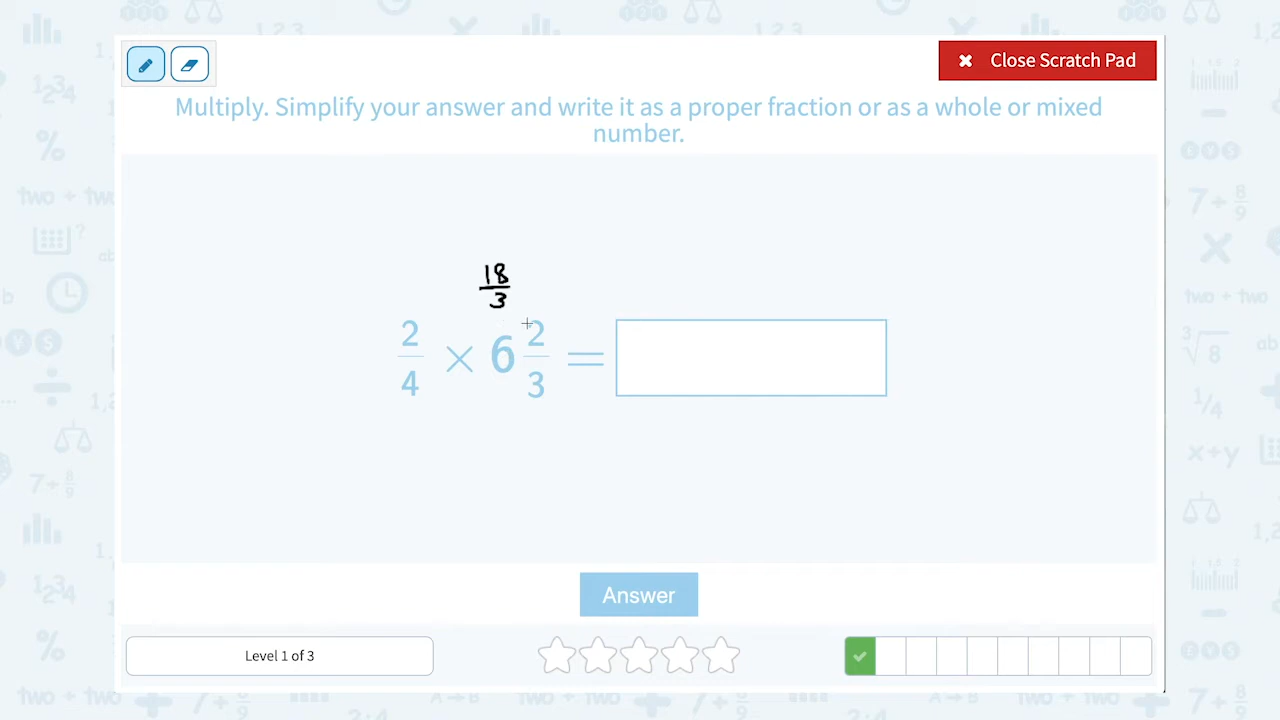 Close Scratch Pad
Multiply. Simplify your answer and write it as a proper fraction or as a whole or mixed
number.
18/3
2/4 × 6 2/3 =
Answer
Level 1 of 3